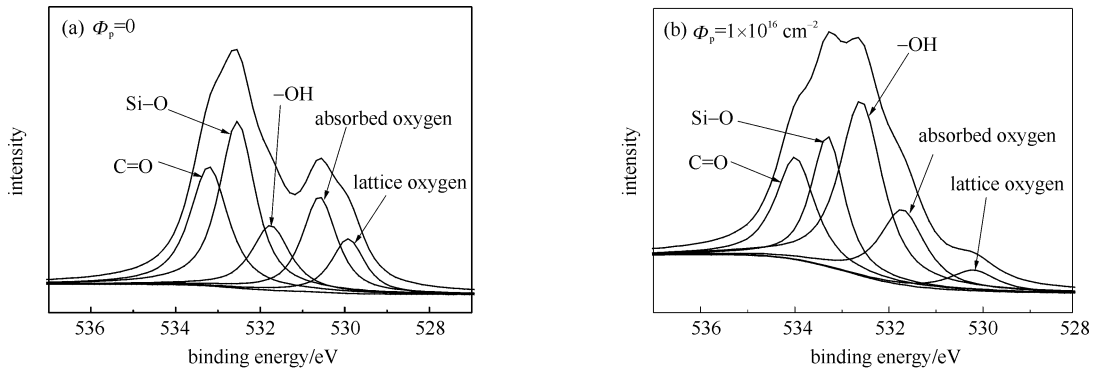 (a) Φp=0
Si−O
−OH
absorbed oxygen
C=O
lattice oxygen
intensity
536 534 532 530 528
binding energy/eV
(b) Φp=1×10¹⁶ cm⁻²
−OH
Si−O
absorbed oxygen
C=O
lattice oxygen
intensity
536 534 532 530 528
binding energy/eV